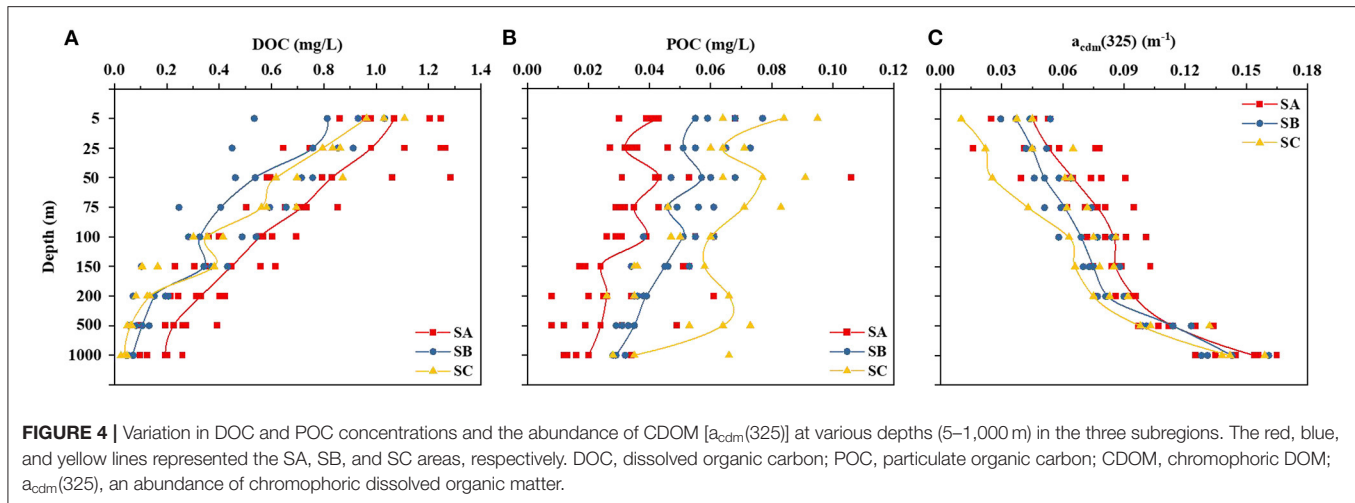 A DOC (mg/L) B POC (mg/L) C a_cdm(325) (m⁻¹)
0.0 0.2 0.4 0.6 0.8 1.0 1.2 1.4 0.00 0.02 0.04 0.06 0.08 0.10 0.12 0.00 0.03 0.06 0.09 0.12 0.15 0.18
Depth (m)
5
25
50
75
100
150
200
500
1000
SA
SB
SC
SA
SB
SC
SA
SB
SC
FIGURE 4 | Variation in DOC and POC concentrations and the abundance of CDOM [a_cdm(325)] at various depths (5–1,000 m) in the three subregions. The red, blue,
and yellow lines represented the SA, SB, and SC areas, respectively. DOC, dissolved organic carbon; POC, particulate organic carbon; CDOM, chromophoric DOM;
a_cdm(325), an abundance of chromophoric dissolved organic matter.